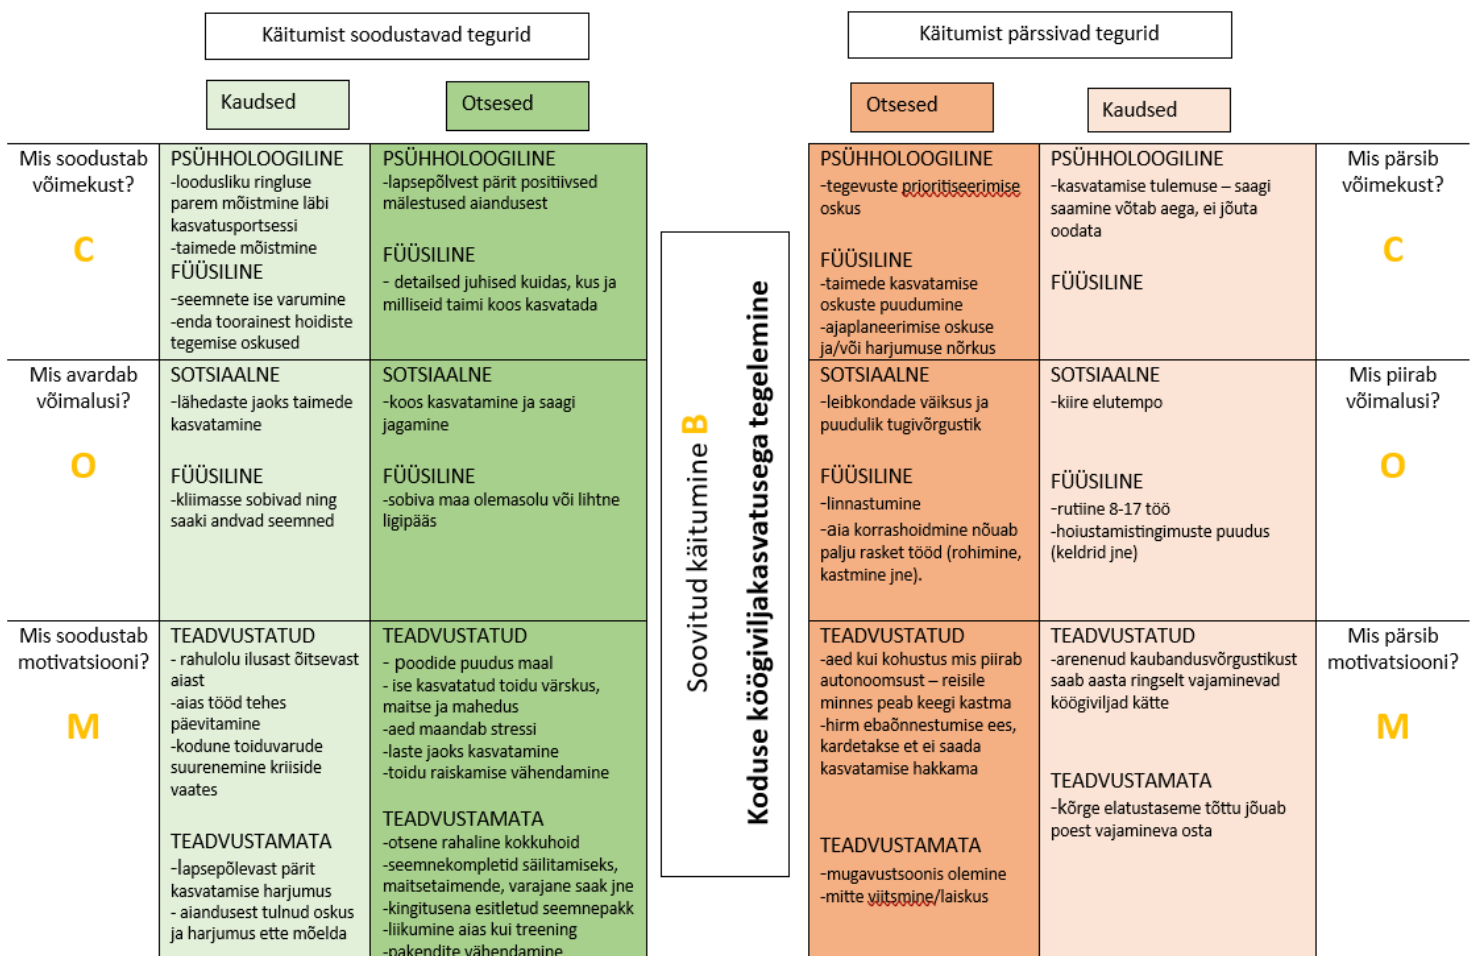 Käitumist soodustavad tegurid
Käitumist pärssivad tegurid
Kaudsed
Otsesed
Otsesed
Kaudsed
Mis soodustab
võimekust?
C
PSÜHHOLOOGILINE
-loodusliku ringluse
parem mõistmine läbi
kasvatusportsessi
-taimede mõistmine
FÜÜSILINE
-seemnete ise varumine
-enda toorainest hoidiste
tegemise oskused
PSÜHHOLOOGILINE
-lapsepõlvest pärit positiivsed
mälestused aiandusest
FÜÜSILINE
- detailsed juhised kuidas, kus ja
milliseid taimi koos kasvatada
PSÜHHOLOOGILINE
-tegevuste prioritiseerimise
oskus
FÜÜSILINE
-taimede kasvatamise
oskuste puudumine
-ajaplaneerimise oskuse
ja/või harjumuse nõrkus
PSÜHHOLOOGILINE
-kasvatamise tulemuse – saagi
saamine võtab aega, ei jõuta
oodata
FÜÜSILINE
Mis pärsib
võimekust?
C
Mis avardab
võimalusi?
O
SOTSIAALNE
-lähedaste jaoks taimede
kasvatamine
FÜÜSILINE
-kliimasse sobivad ning
saaki andvad seemned
SOTSIAALNE
-koos kasvatamine ja saagi
jagamine
FÜÜSILINE
-sobiva maa olemasolu või lihtne
ligipääs
Soovitud käitumine B
Koduse köögiviljakasvatusega tegelemine
SOTSIAALNE
-leibkondade väiksus ja
puudulik tugivõrgustik
FÜÜSILINE
-linnastumine
-aia korrashoidmine nõuab
palju rasket tööd (rohimine,
kastmine jne).
SOTSIAALNE
-kiire elutempo
FÜÜSILINE
-rutiine 8-17 töö
-hoiustamistingimuste puudus
(keldrid jne)
Mis piirab
võimalusi?
O
Mis soodustab
motivatsiooni?
M
TEADVUSTATUD
- rahulolu ilusast õitsevast
aiast
-aias tööd tehes
päevitamine
-kodune toiduvarude
suurenemine kriiside
vaates
TEADVUSTAMATA
-lapsepõlevast pärit
kasvatamise harjumus
- aiandusest tulnud oskus
ja harjumus ette mõelda
TEADVUSTATUD
- poodide puudus maal
- ise kasvatatud toidu värskus,
maitse ja mahedus
-aed maandab stressi
-laste jaoks kasvatamine
-toidu raiskamise vähendamine
TEADVUSTAMATA
-otsene rahaline kokkuhoid
-seemnekompletid säilitamiseks,
maitsetaimende, varajane saak jne
-kingitusena esitletud seemnepakk
-liikumine aias kui treening
-pakendite vähendamine
TEADVUSTATUD
-aed kui kohustus mis piirab
autonoomsust – reisile
minnes peab keegi kastma
-hirm ebaõnnestumise ees,
kardetakse et ei saada
kasvatamise hakkama
TEADVUSTAMATA
-mugavustsoonis olemine
-mitte viitsmine/laiskus
TEADVUSTATUD
-arenenud kaubandusvõrgustikust
saab aasta ringselt vajaminevad
köögiviljad kätte
TEADVUSTAMATA
-kõrge elatustaseme tõttu jõuab
poest vajamineva osta
Mis pärsib
motivatsiooni?
M